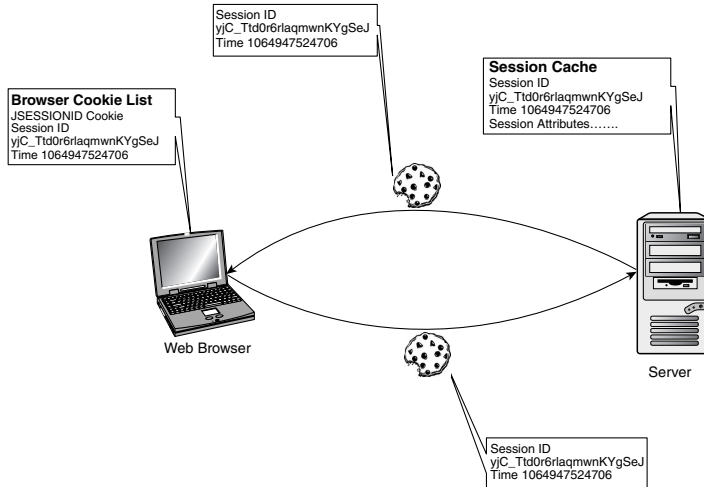 Session ID
yjC_Ttd0r6rlaqmwnKYgSeJ
Time 1064947524706
Session Cache
Session ID
yjC_Ttd0r6rlaqmwnKYgSeJ
Time 1064947524706
Session Attributes…….
Browser Cookie List
JSESSIONID Cookie
Session ID
yjC_Ttd0r6rlaqmwnKYgSeJ
Time 1064947524706
Web Browser
Server
Session ID
yjC_Ttd0r6rlaqmwnKYgSeJ
Time 1064947524706